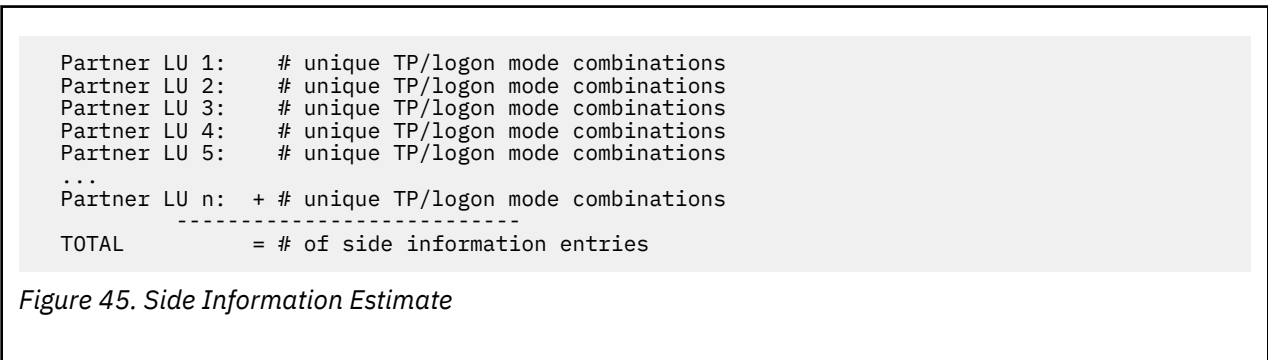 Partner LU 1:    # unique TP/logon mode combinations
Partner LU 2:    # unique TP/logon mode combinations
Partner LU 3:    # unique TP/logon mode combinations
Partner LU 4:    # unique TP/logon mode combinations
Partner LU 5:    # unique TP/logon mode combinations
...
Partner LU n:  + # unique TP/logon mode combinations
---------------------------
TOTAL          = # of side information entries
Figure 45. Side Information Estimate